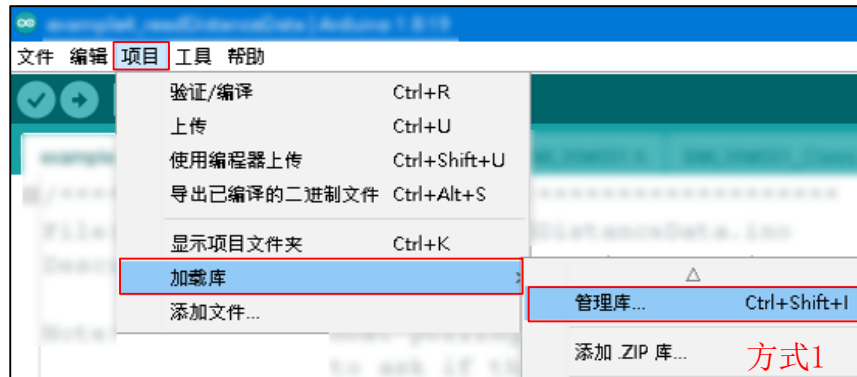 文件 编辑 项目 工具 帮助
验证/编译 Ctrl+R
上传 Ctrl+U
使用编程器上传 Ctrl+Shift+U
导出已编译的二进制文件 Ctrl+Alt+S
显示项目文件夹 Ctrl+K
加载库
添加文件...
管理库... Ctrl+Shift+I
添加 .ZIP 库...
方式1